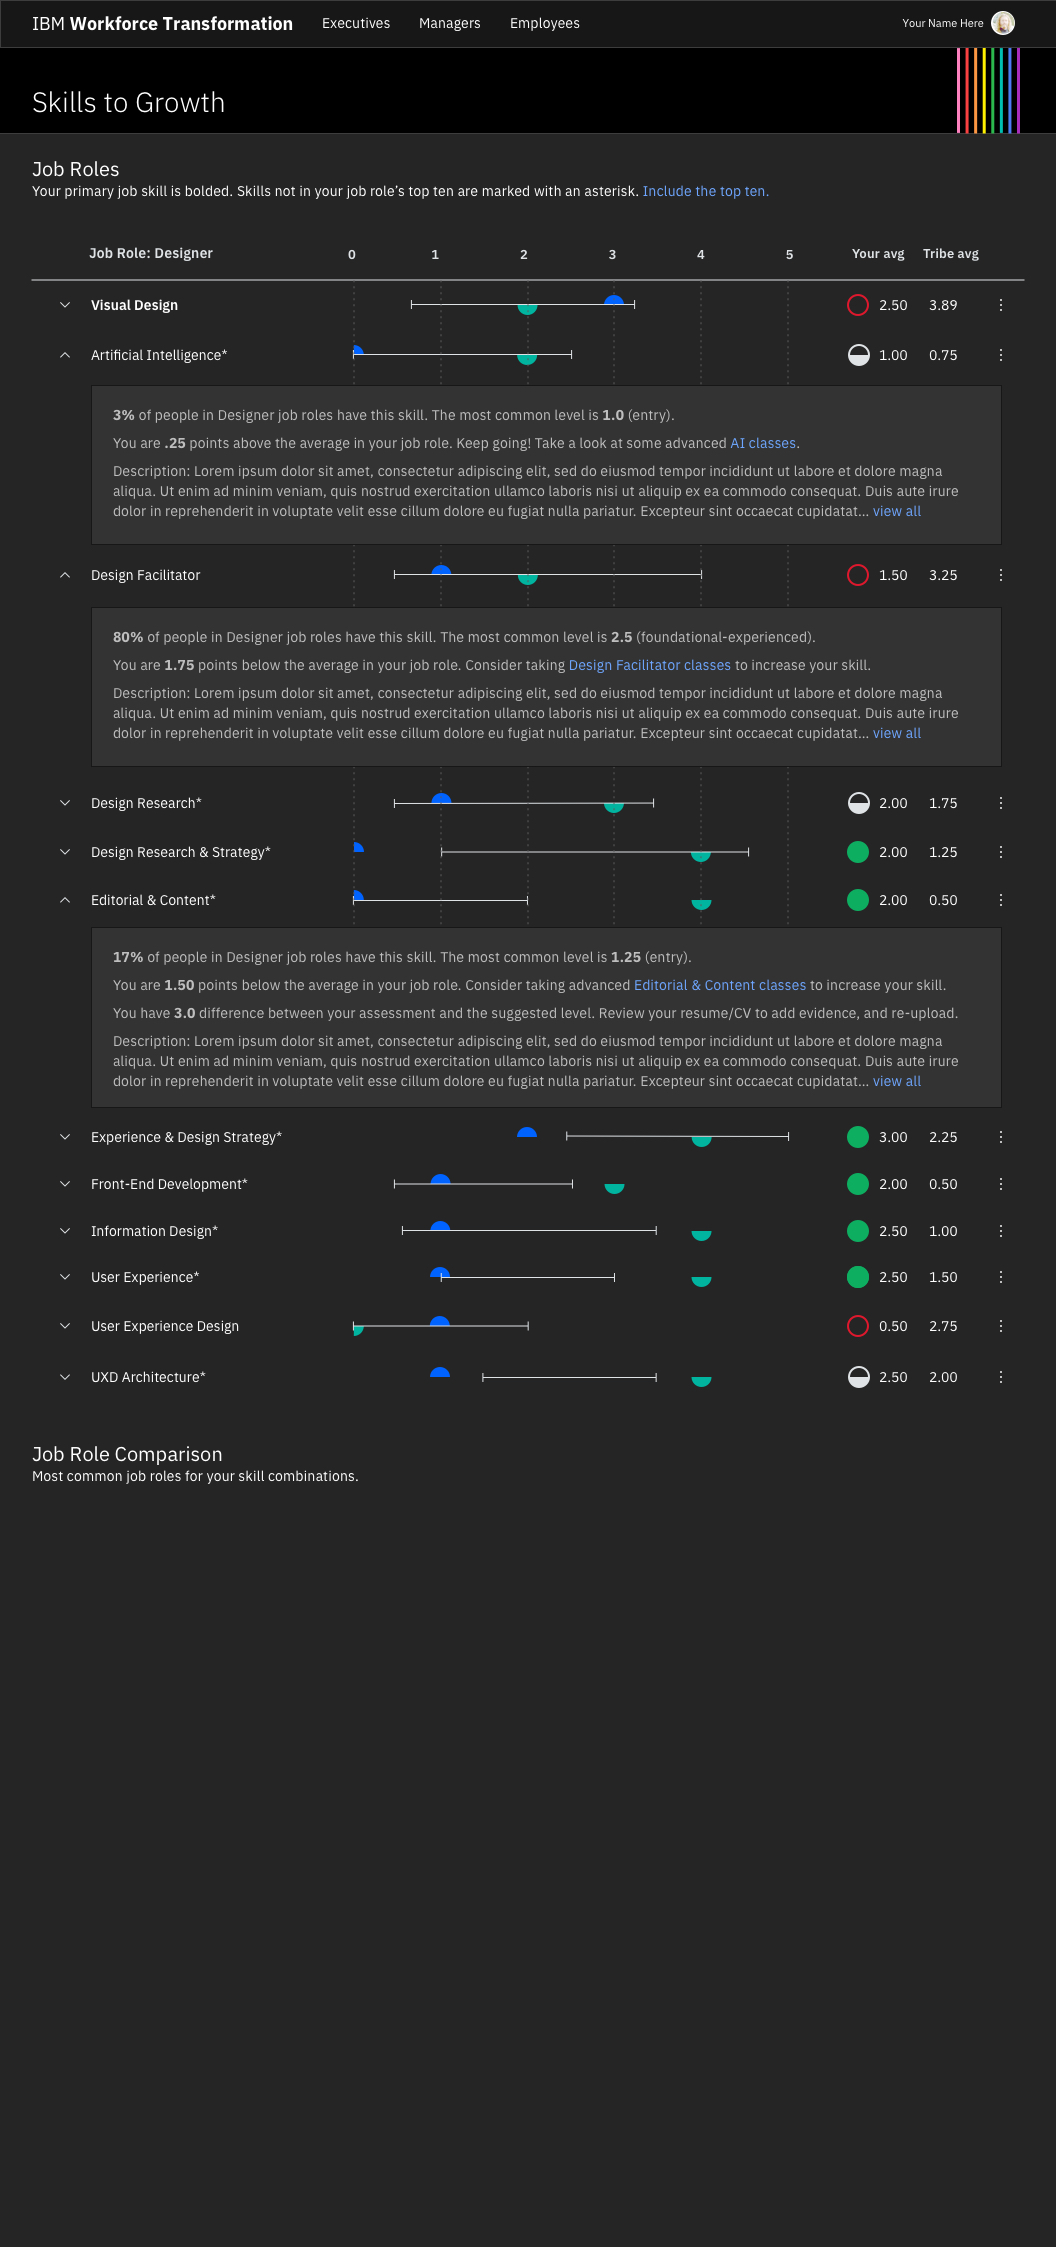 IBM Workforce Transformation Executives Managers Employees Your Name Here
Skills to Growth
Job Roles
Your primary job skill is bolded. Skills not in your job role’s top ten are marked with an asterisk. Include the top ten.
Job Role: Designer 0 1 2 3 4 5 Your avg Tribe avg
Visual Design 2.50 3.89
Artificial Intelligence* 1.00 0.75
3% of people in Designer job roles have this skill. The most common level is 1.0 (entry).
You are .25 points above the average in your job role. Keep going! Take a look at some advanced AI classes.
Description: Lorem ipsum dolor sit amet, consectetur adipiscing elit, sed do eiusmod tempor incididunt ut labore et dolore magna
aliqua. Ut enim ad minim veniam, quis nostrud exercitation ullamco laboris nisi ut aliquip ex ea commodo consequat. Duis aute irure
dolor in reprehenderit in voluptate velit esse cillum dolore eu fugiat nulla pariatur. Excepteur sint occaecat cupidatat... view all
Design Facilitator 1.50 3.25
80% of people in Designer job roles have this skill. The most common level is 2.5 (foundational-experienced).
You are 1.75 points below the average in your job role. Consider taking Design Facilitator classes to increase your skill.
Description: Lorem ipsum dolor sit amet, consectetur adipiscing elit, sed do eiusmod tempor incididunt ut labore et dolore magna
aliqua. Ut enim ad minim veniam, quis nostrud exercitation ullamco laboris nisi ut aliquip ex ea commodo consequat. Duis aute irure
dolor in reprehenderit in voluptate velit esse cillum dolore eu fugiat nulla pariatur. Excepteur sint occaecat cupidatat... view all
Design Research* 2.00 1.75
Design Research & Strategy* 2.00 1.25
Editorial & Content* 2.00 0.50
17% of people in Designer job roles have this skill. The most common level is 1.25 (entry).
You are 1.50 points below the average in your job role. Consider taking advanced Editorial & Content classes to increase your skill.
You have 3.0 difference between your assessment and the suggested level. Review your resume/CV to add evidence, and re-upload.
Description: Lorem ipsum dolor sit amet, consectetur adipiscing elit, sed do eiusmod tempor incididunt ut labore et dolore magna
aliqua. Ut enim ad minim veniam, quis nostrud exercitation ullamco laboris nisi ut aliquip ex ea commodo consequat. Duis aute irure
dolor in reprehenderit in voluptate velit esse cillum dolore eu fugiat nulla pariatur. Excepteur sint occaecat cupidatat... view all
Experience & Design Strategy* 3.00 2.25
Front-End Development* 2.00 0.50
Information Design* 2.50 1.00
User Experience* 2.50 1.50
User Experience Design 0.50 2.75
UXD Architecture* 2.50 2.00
Job Role Comparison
Most common job roles for your skill combinations.